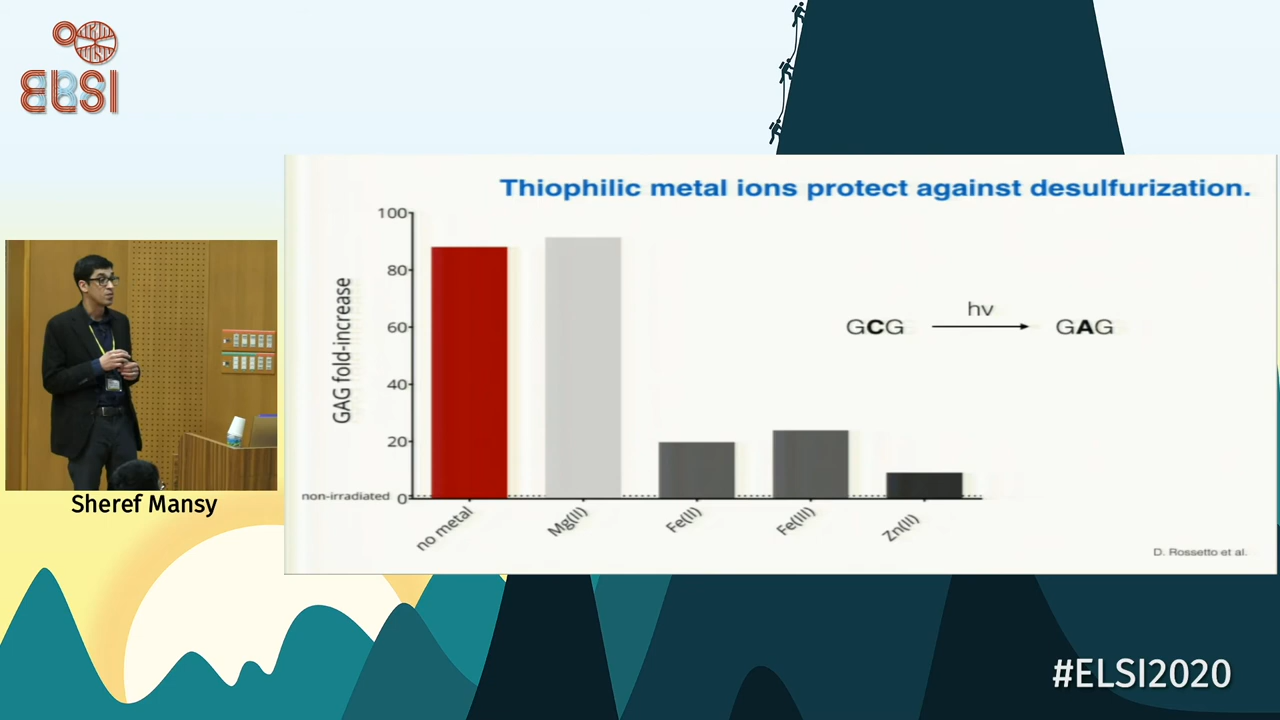 ELSI
Thiophilic metal ions protect against desulfurization.
100
80
60
40
20
0
GAG fold-increase
non-irradiated
no metal
Mg(II)
Fe(II)
Fe(III)
Zn(II)
hv
GCG
GAG
D. Rossetto et al.
Sheref Mansy
#ELSI2020